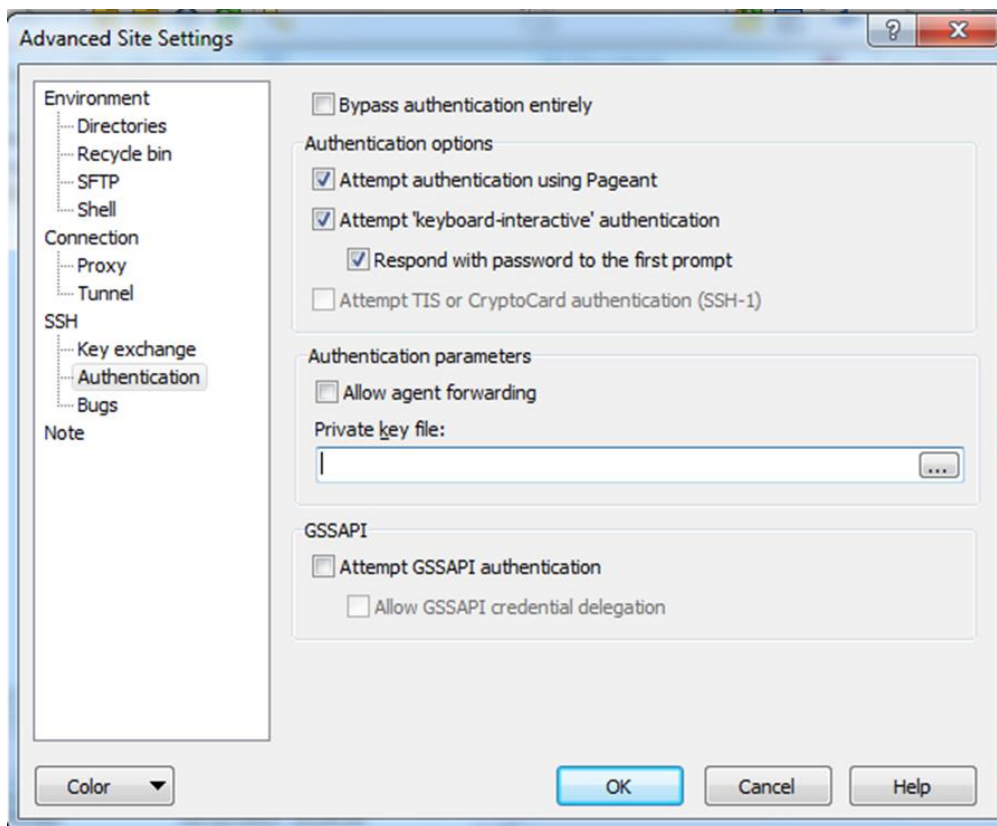 Advanced Site Settings
Environment
Directories
Recycle bin
SFTP
Shell
Connection
Proxy
Tunnel
SSH
Key exchange
Authentication
Bugs
Note
Bypass authentication entirely
Authentication options
Attempt authentication using Pageant
Attempt 'keyboard-interactive' authentication
Respond with password to the first prompt
Attempt TIS or CryptoCard authentication (SSH-1)
Authentication parameters
Allow agent forwarding
Private key file:
...
GSSAPI
Attempt GSSAPI authentication
Allow GSSAPI credential delegation
Color
OK
Cancel
Help